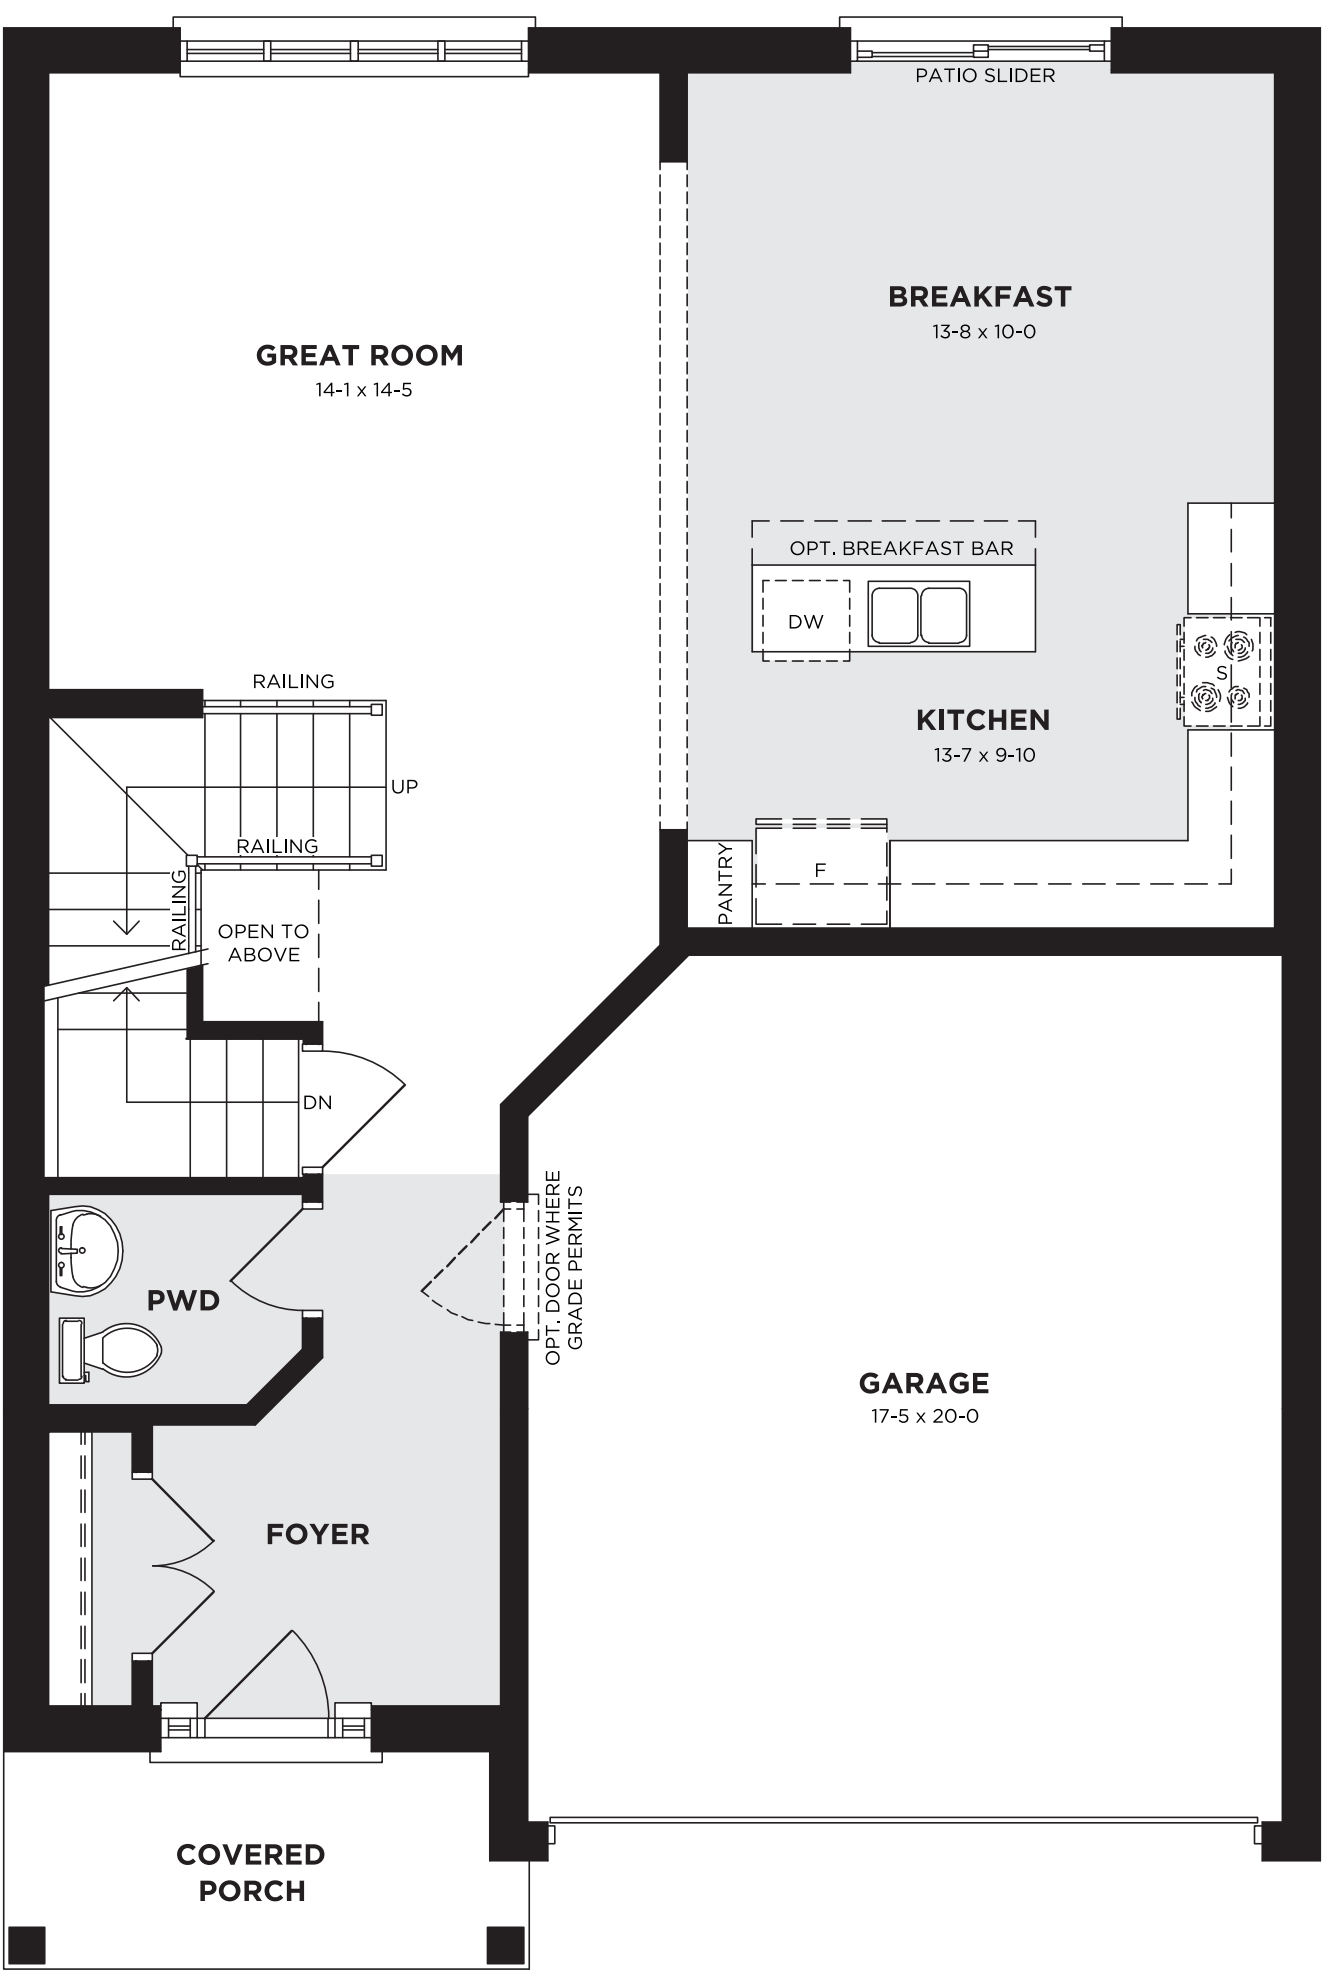 PATIO SLIDER
BREAKFAST
13-8 x 10-0
GREAT ROOM
14-1 x 14-5
OPT. BREAKFAST BAR
DW
S
RAILING
KITCHEN
13-7 x 9-10
UP
RAILING
RAILING
PANTRY
F
OPEN TO
ABOVE
DN
OPT. DOOR WHERE
GRADE PERMITS
PWD
GARAGE
17-5 x 20-0
FOYER
COVERED
PORCH